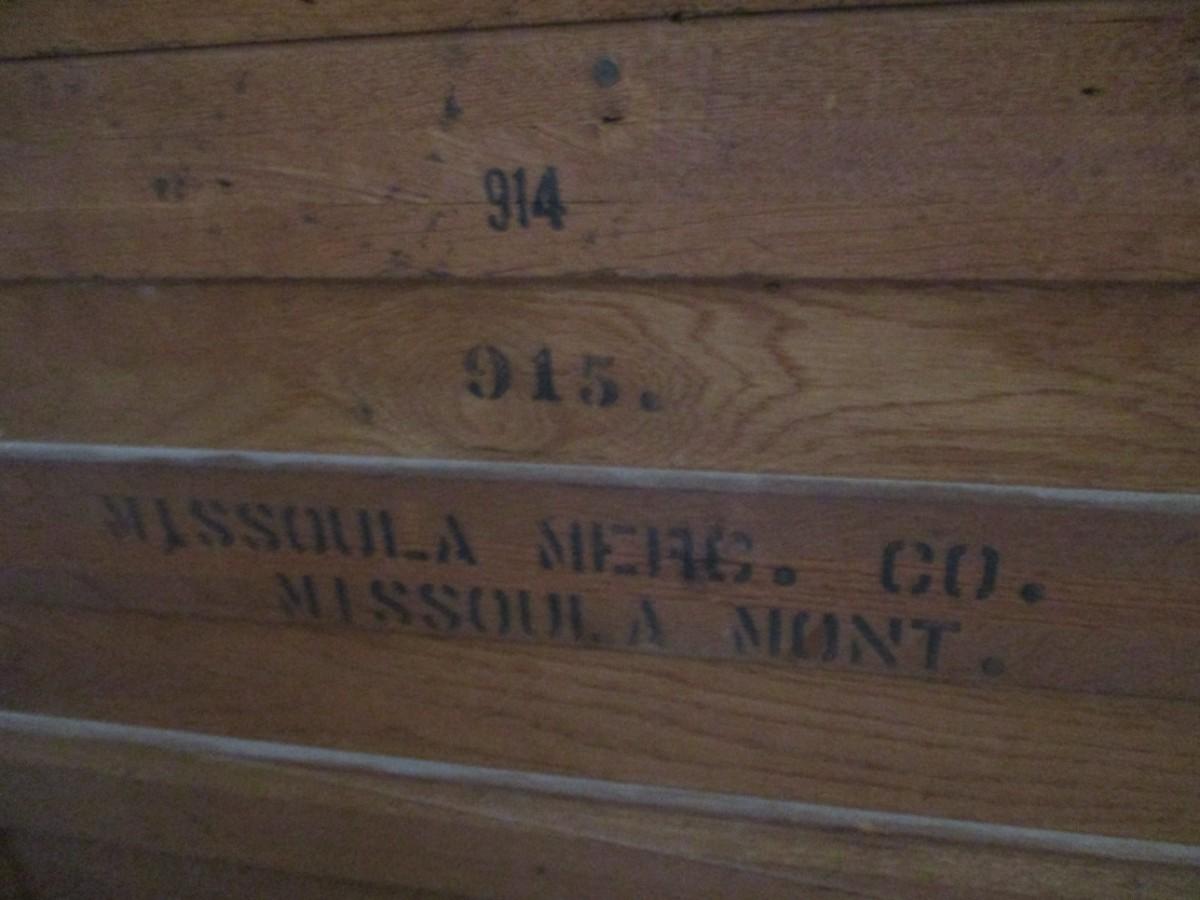 914
915.
MISSOULA MERC. CO.
MISSOULA MONT.